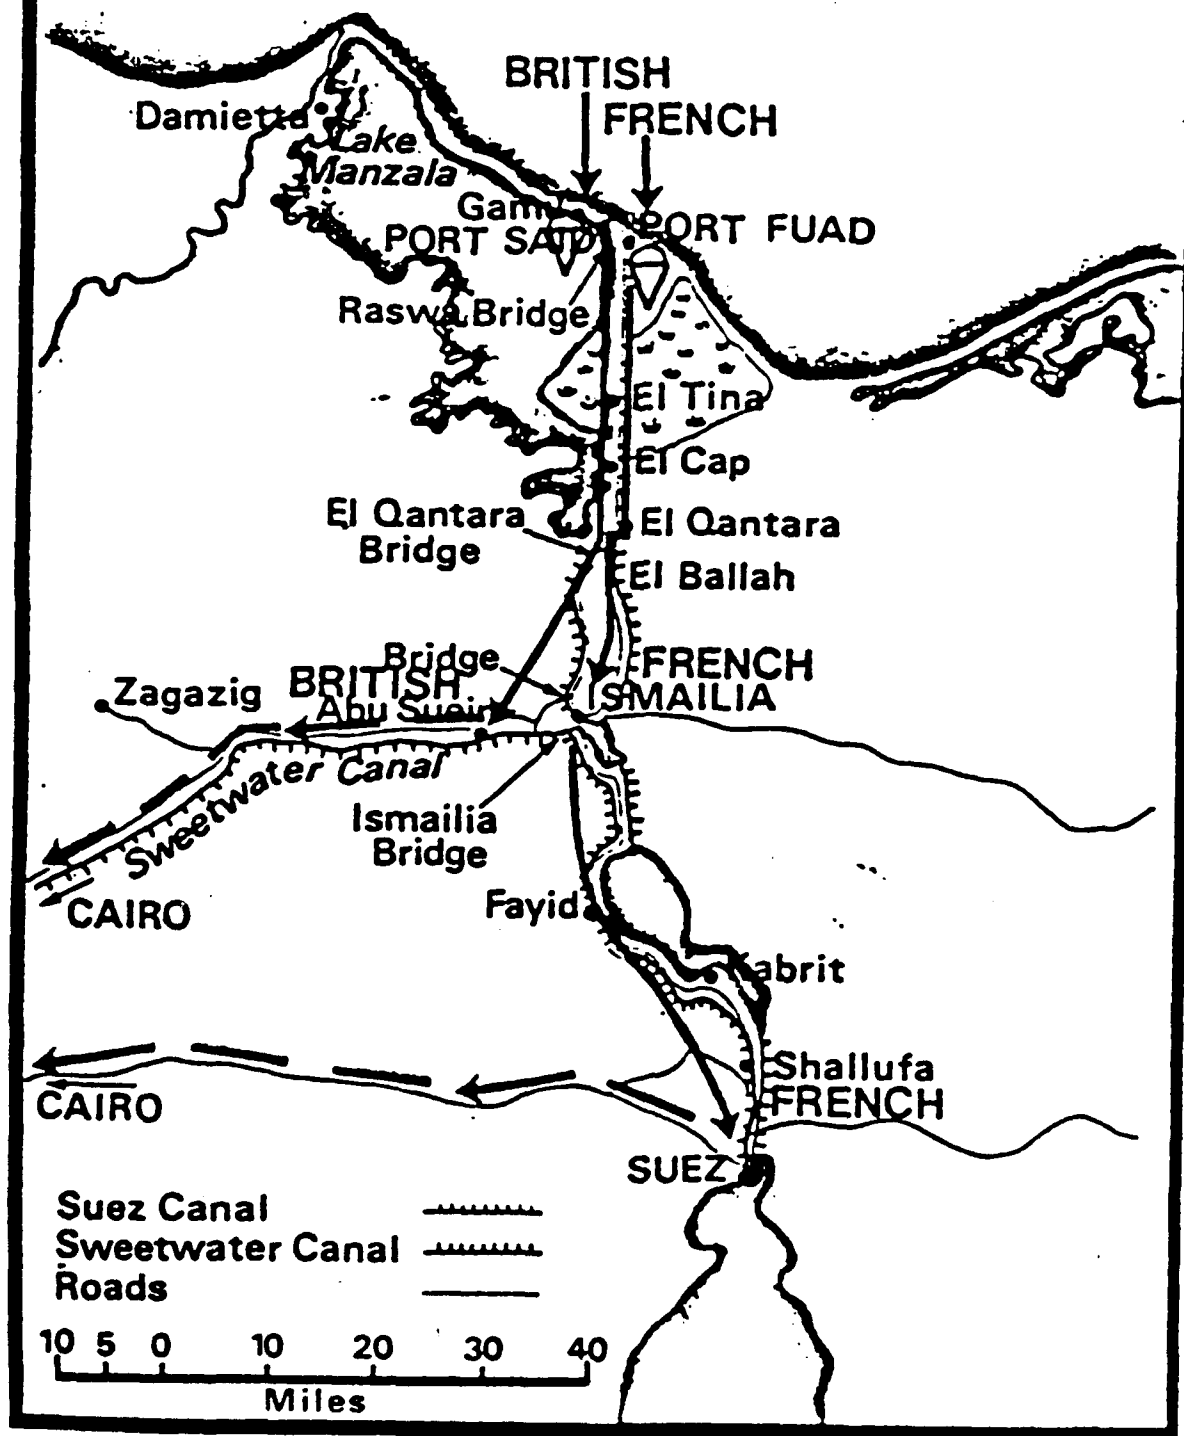 BRITISH
FRENCH
Damietta
Lake
Manzala
PORT SAID
PORT FUAD
Raswa Bridge
El Tina
El Cap
El Qantara
Bridge
El Qantara
El Ballah
Bridge
FRENCH
ISMAILIA
Zagazig
BRITISH
Abu Sueir
Sweetwater Canal
Ismailia
Bridge
CAIRO
Fayid
Kabrit
CAIRO
Shallufa
FRENCH
SUEZ
Suez Canal
Sweetwater Canal
Roads
10 5 0 10 20 30 40
Miles